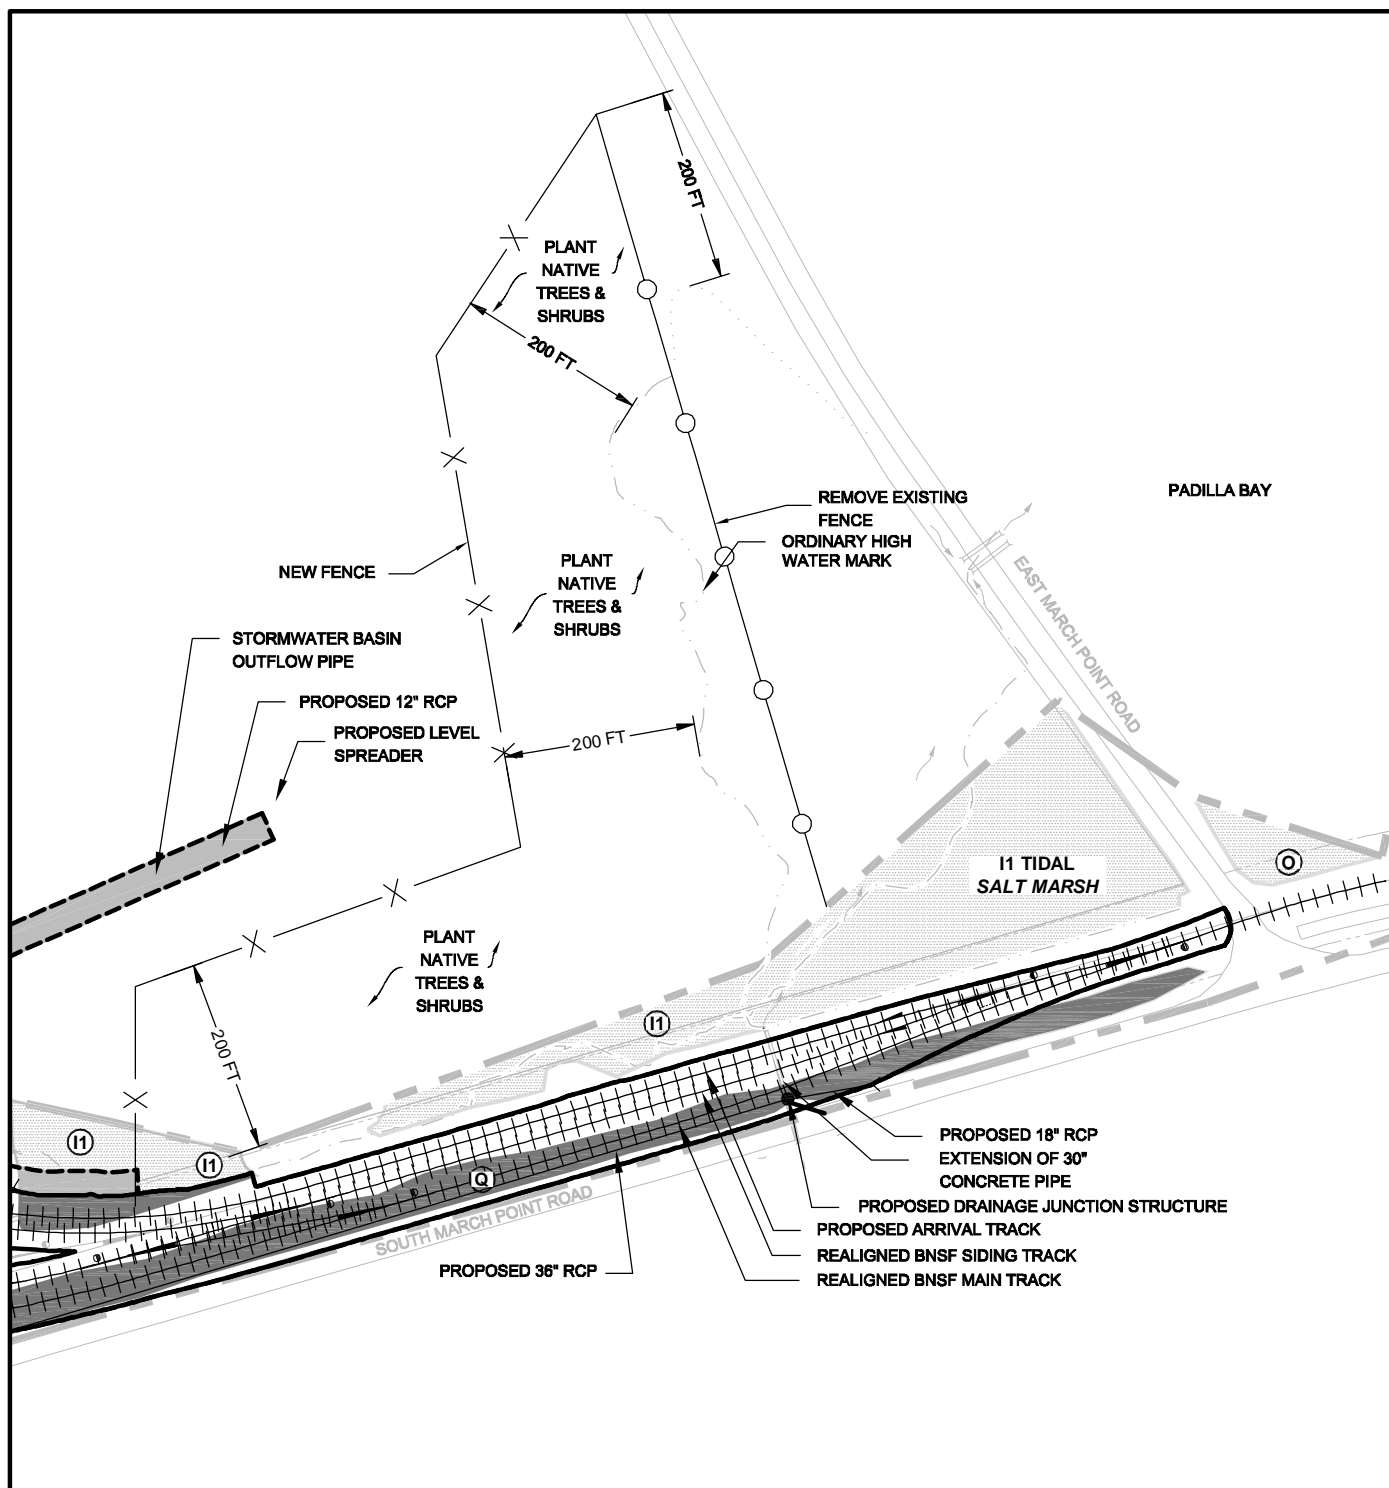 200 FT
PLANT
NATIVE
TREES &
SHRUBS
200 FT
REMOVE EXISTING
FENCE
ORDINARY HIGH
WATER MARK
PADILLA BAY
EAST MARCH POINT ROAD
NEW FENCE
PLANT
NATIVE
TREES &
SHRUBS
STORMWATER BASIN
OUTFLOW PIPE
PROPOSED 12" RCP
PROPOSED LEVEL
SPREADER
200 FT
I1 TIDAL
SALT MARSH
O
PLANT
NATIVE
TREES &
SHRUBS
I1
200 FT
I1
I1
Q
SOUTH MARCH POINT ROAD
PROPOSED 18" RCP
EXTENSION OF 30"
CONCRETE PIPE
PROPOSED DRAINAGE JUNCTION STRUCTURE
PROPOSED ARRIVAL TRACK
REALIGNED BNSF SIDING TRACK
REALIGNED BNSF MAIN TRACK
PROPOSED 36" RCP